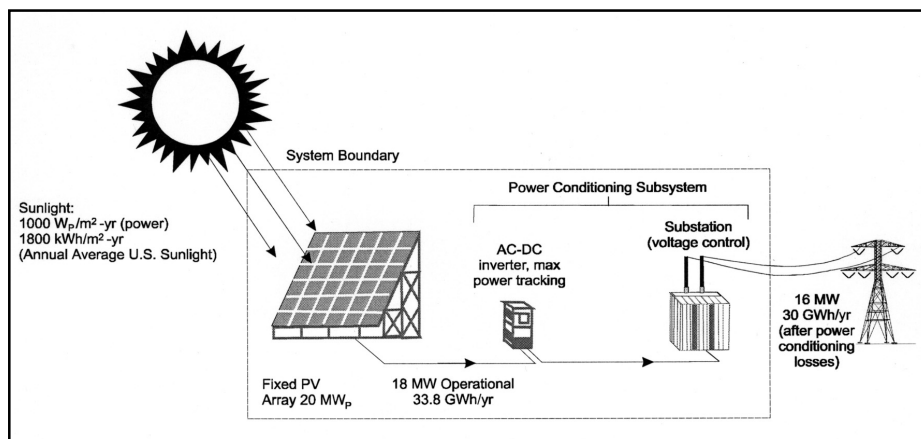 System Boundary
Power Conditioning Subsystem
Sunlight:
1000 Wₚ/m² -yr (power)
1800 kWh/m² -yr
(Annual Average U.S. Sunlight)
AC-DC
inverter, max
power tracking
Substation
(voltage control)
16 MW
30 GWh/yr
(after power
conditioning
losses)
Fixed PV
Array 20 MWₚ
18 MW Operational
33.8 GWh/yr